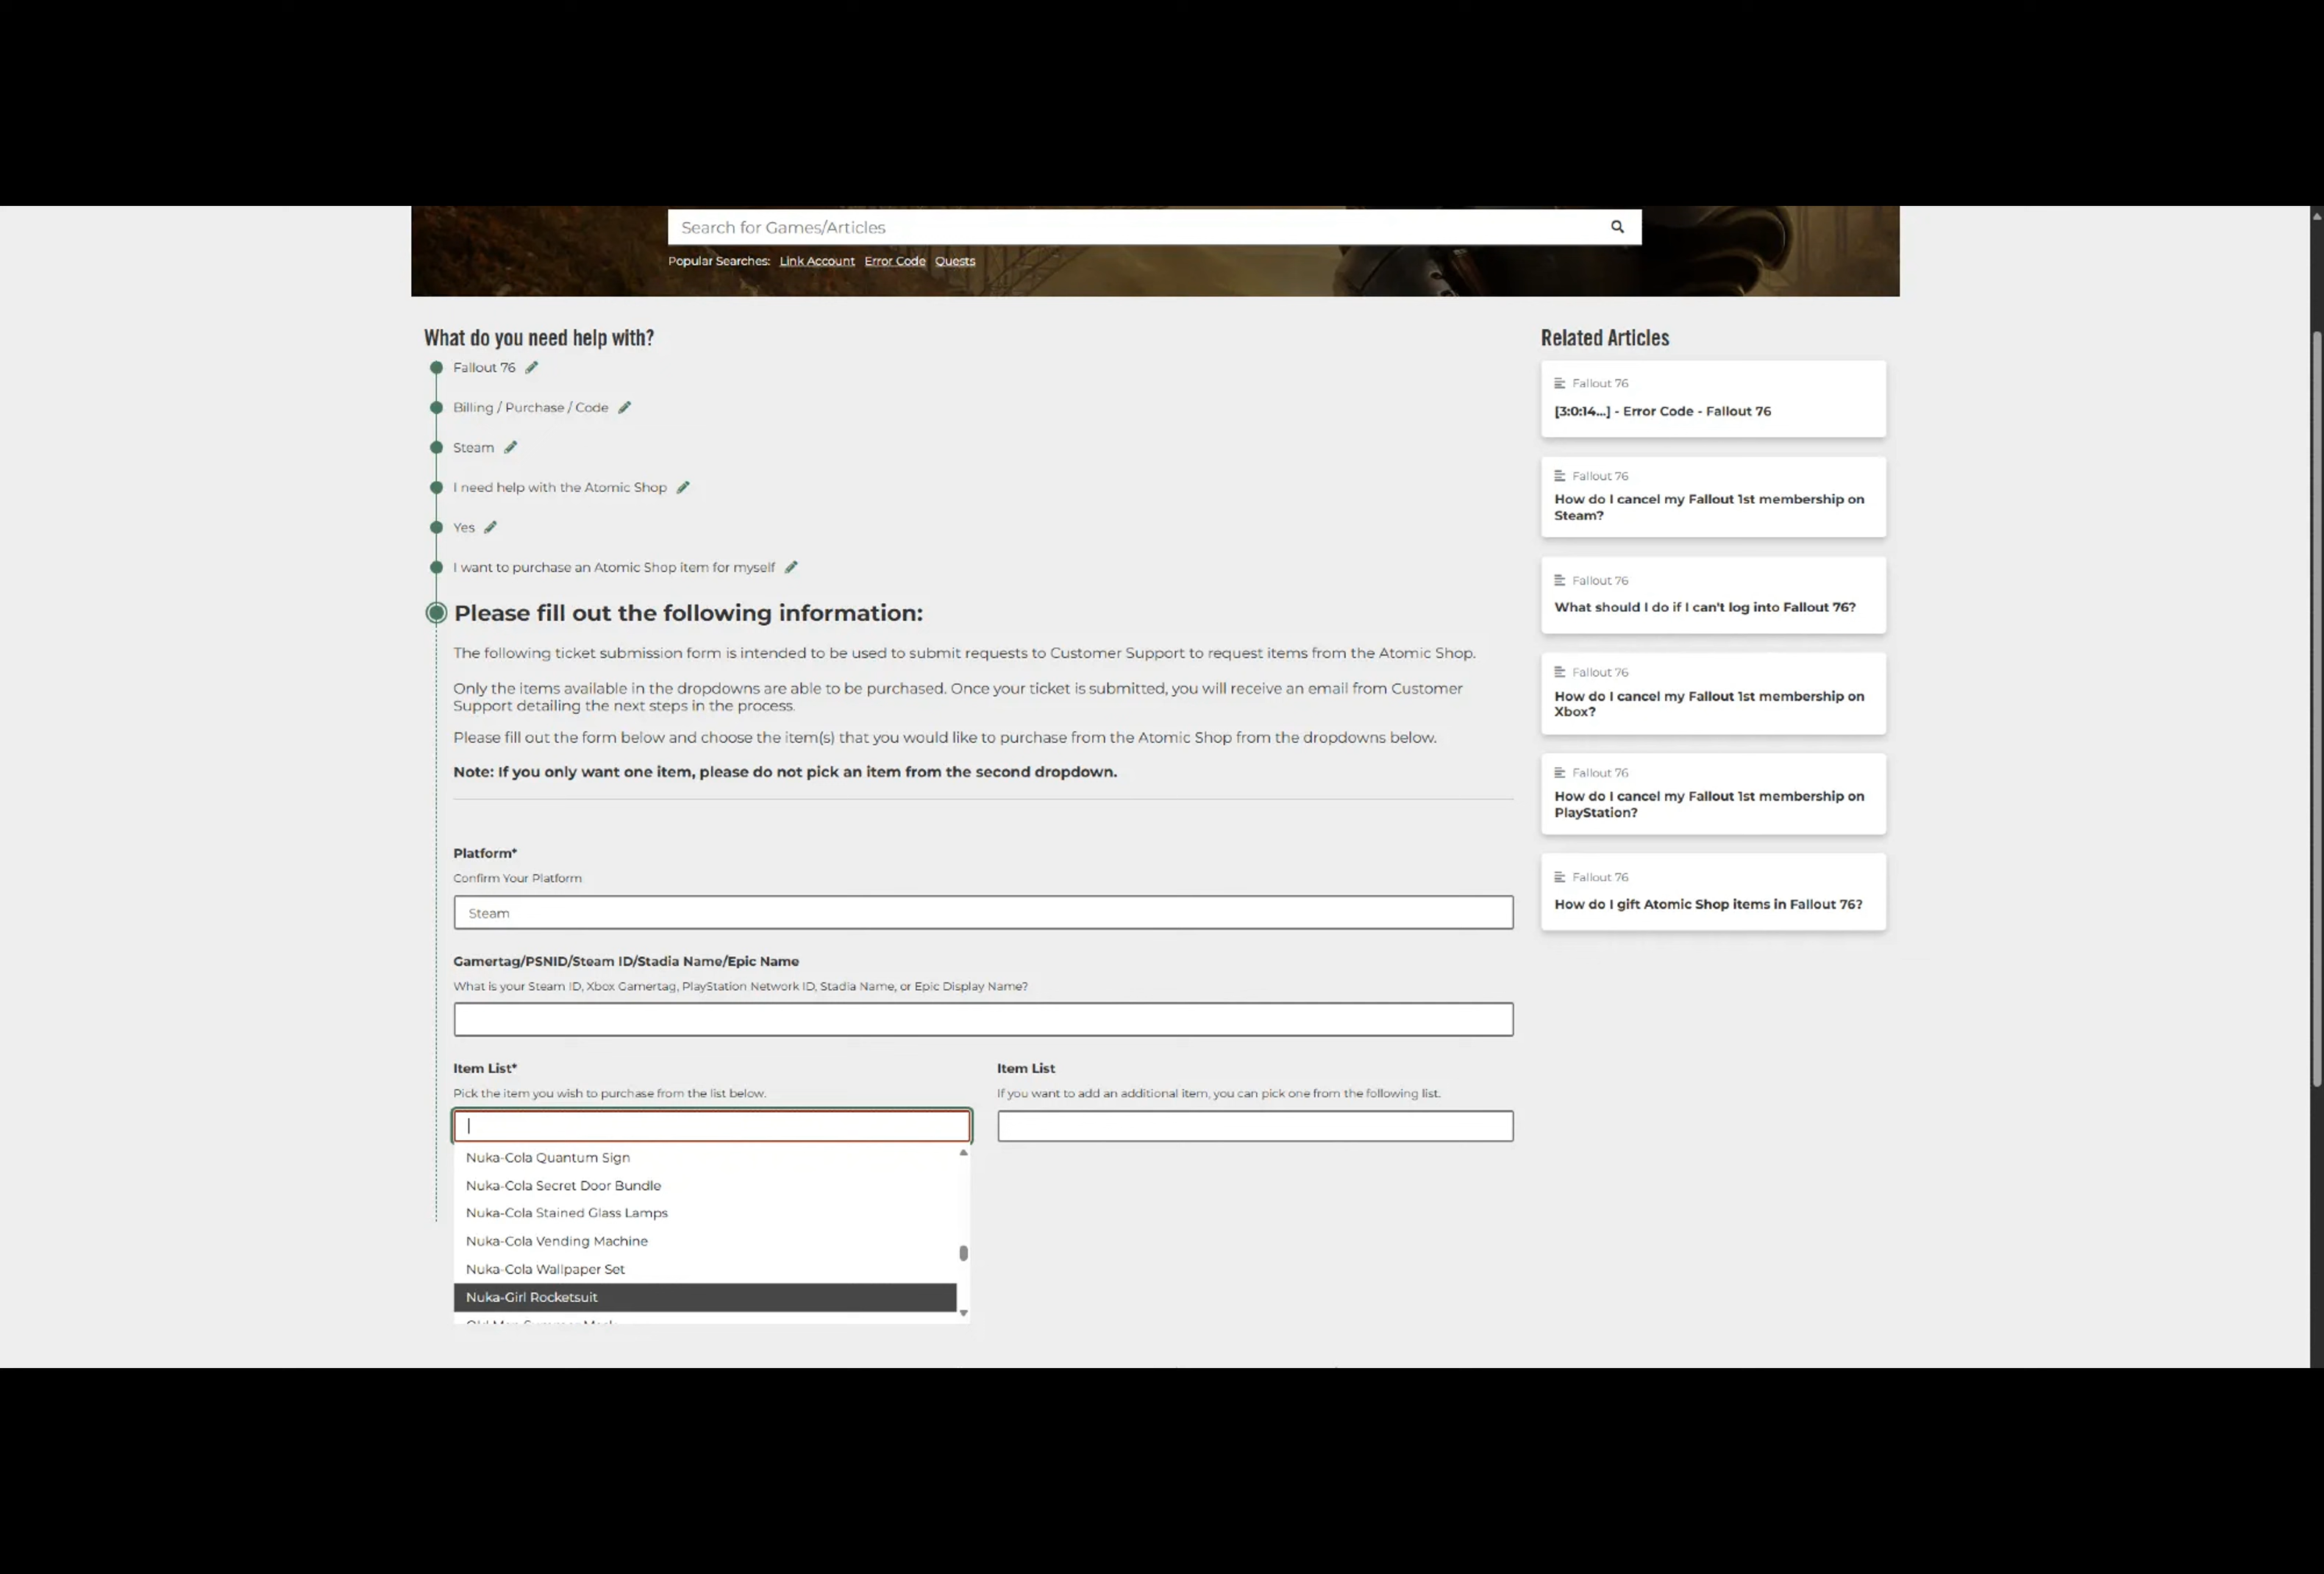 Search for Games/Articles
Popular Searches: Link Account Error Code Quests
What do you need help with?
Fallout 76
Billing / Purchase / Code
Steam
I need help with the Atomic Shop
Yes
I want to purchase an Atomic Shop item for myself
Please fill out the following information:
The following ticket submission form is intended to be used to submit requests to Customer Support to request items from the Atomic Shop.
Only the items available in the dropdowns are able to be purchased. Once your ticket is submitted, you will receive an email from Customer
Support detailing the next steps in the process.
Please fill out the form below and choose the item(s) that you would like to purchase from the Atomic Shop from the dropdowns below.
Note: If you only want one item, please do not pick an item from the second dropdown.
Platform*
Confirm Your Platform
Steam
Gamertag/PSNID/Steam ID/Stadia Name/Epic Name
What is your Steam ID, Xbox Gamertag, PlayStation Network ID, Stadia Name, or Epic Display Name?
Item List*
Pick the item you wish to purchase from the list below.
Nuka-Cola Quantum Sign
Nuka-Cola Secret Door Bundle
Nuka-Cola Stained Glass Lamps
Nuka-Cola Vending Machine
Nuka-Cola Wallpaper Set
Nuka-Girl Rocketsuit
Item List
If you want to add an additional item, you can pick one from the following list.
Related Articles
Fallout 76
[3:0:14...] - Error Code - Fallout 76
Fallout 76
How do I cancel my Fallout 1st membership on
Steam?
Fallout 76
What should I do if I can't log into Fallout 76?
Fallout 76
How do I cancel my Fallout 1st membership on
Xbox?
Fallout 76
How do I cancel my Fallout 1st membership on
PlayStation?
Fallout 76
How do I gift Atomic Shop items in Fallout 76?